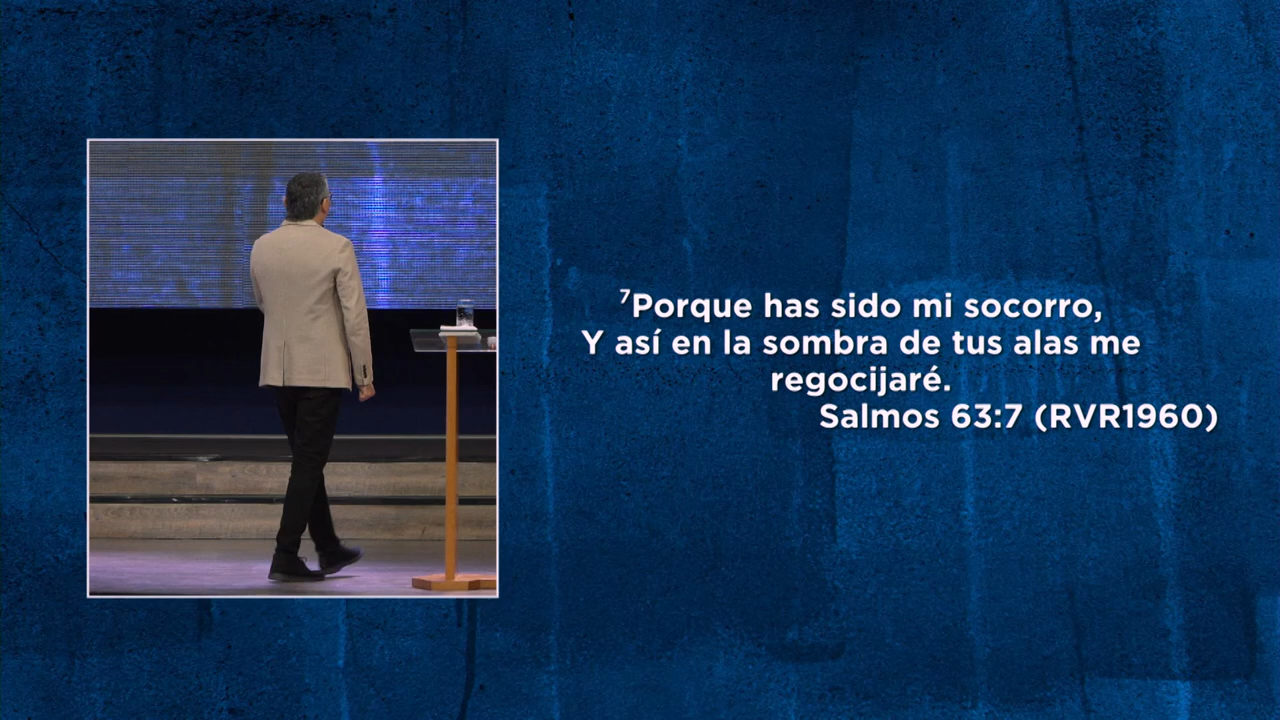 ⁷Porque has sido mi socorro,
Y así en la sombra de tus alas me
regocijaré.
Salmos 63:7 (RVR1960)